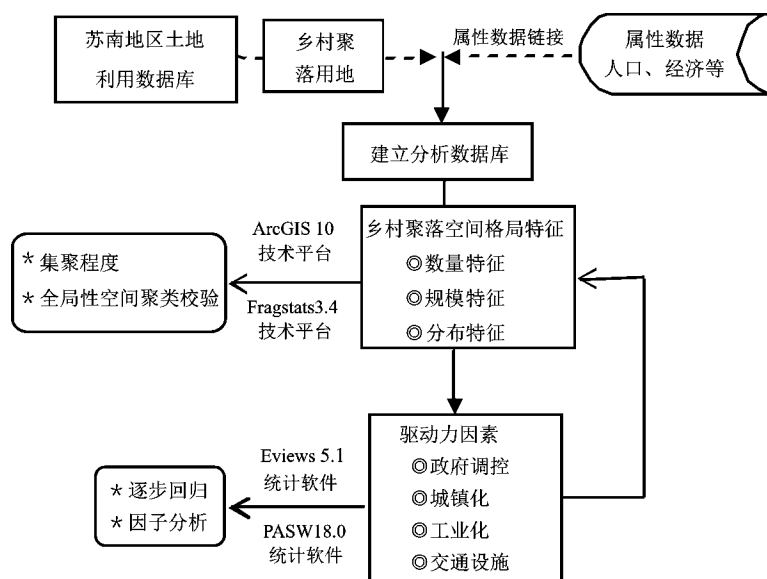 苏南地区土地
利用数据库
乡村聚
落用地
属性数据链接
属性数据
人口、经济等
建立分析数据库
ArcGIS 10
技术平台
Fragstats3.4
技术平台
* 集聚程度
* 全局性空间聚类校验
乡村聚落空间格局特征
◎数量特征
◎规模特征
◎分布特征
Eviews 5.1
统计软件
PASW18.0
统计软件
* 逐步回归
* 因子分析
驱动力因素
◎政府调控
◎城镇化
◎工业化
◎交通设施